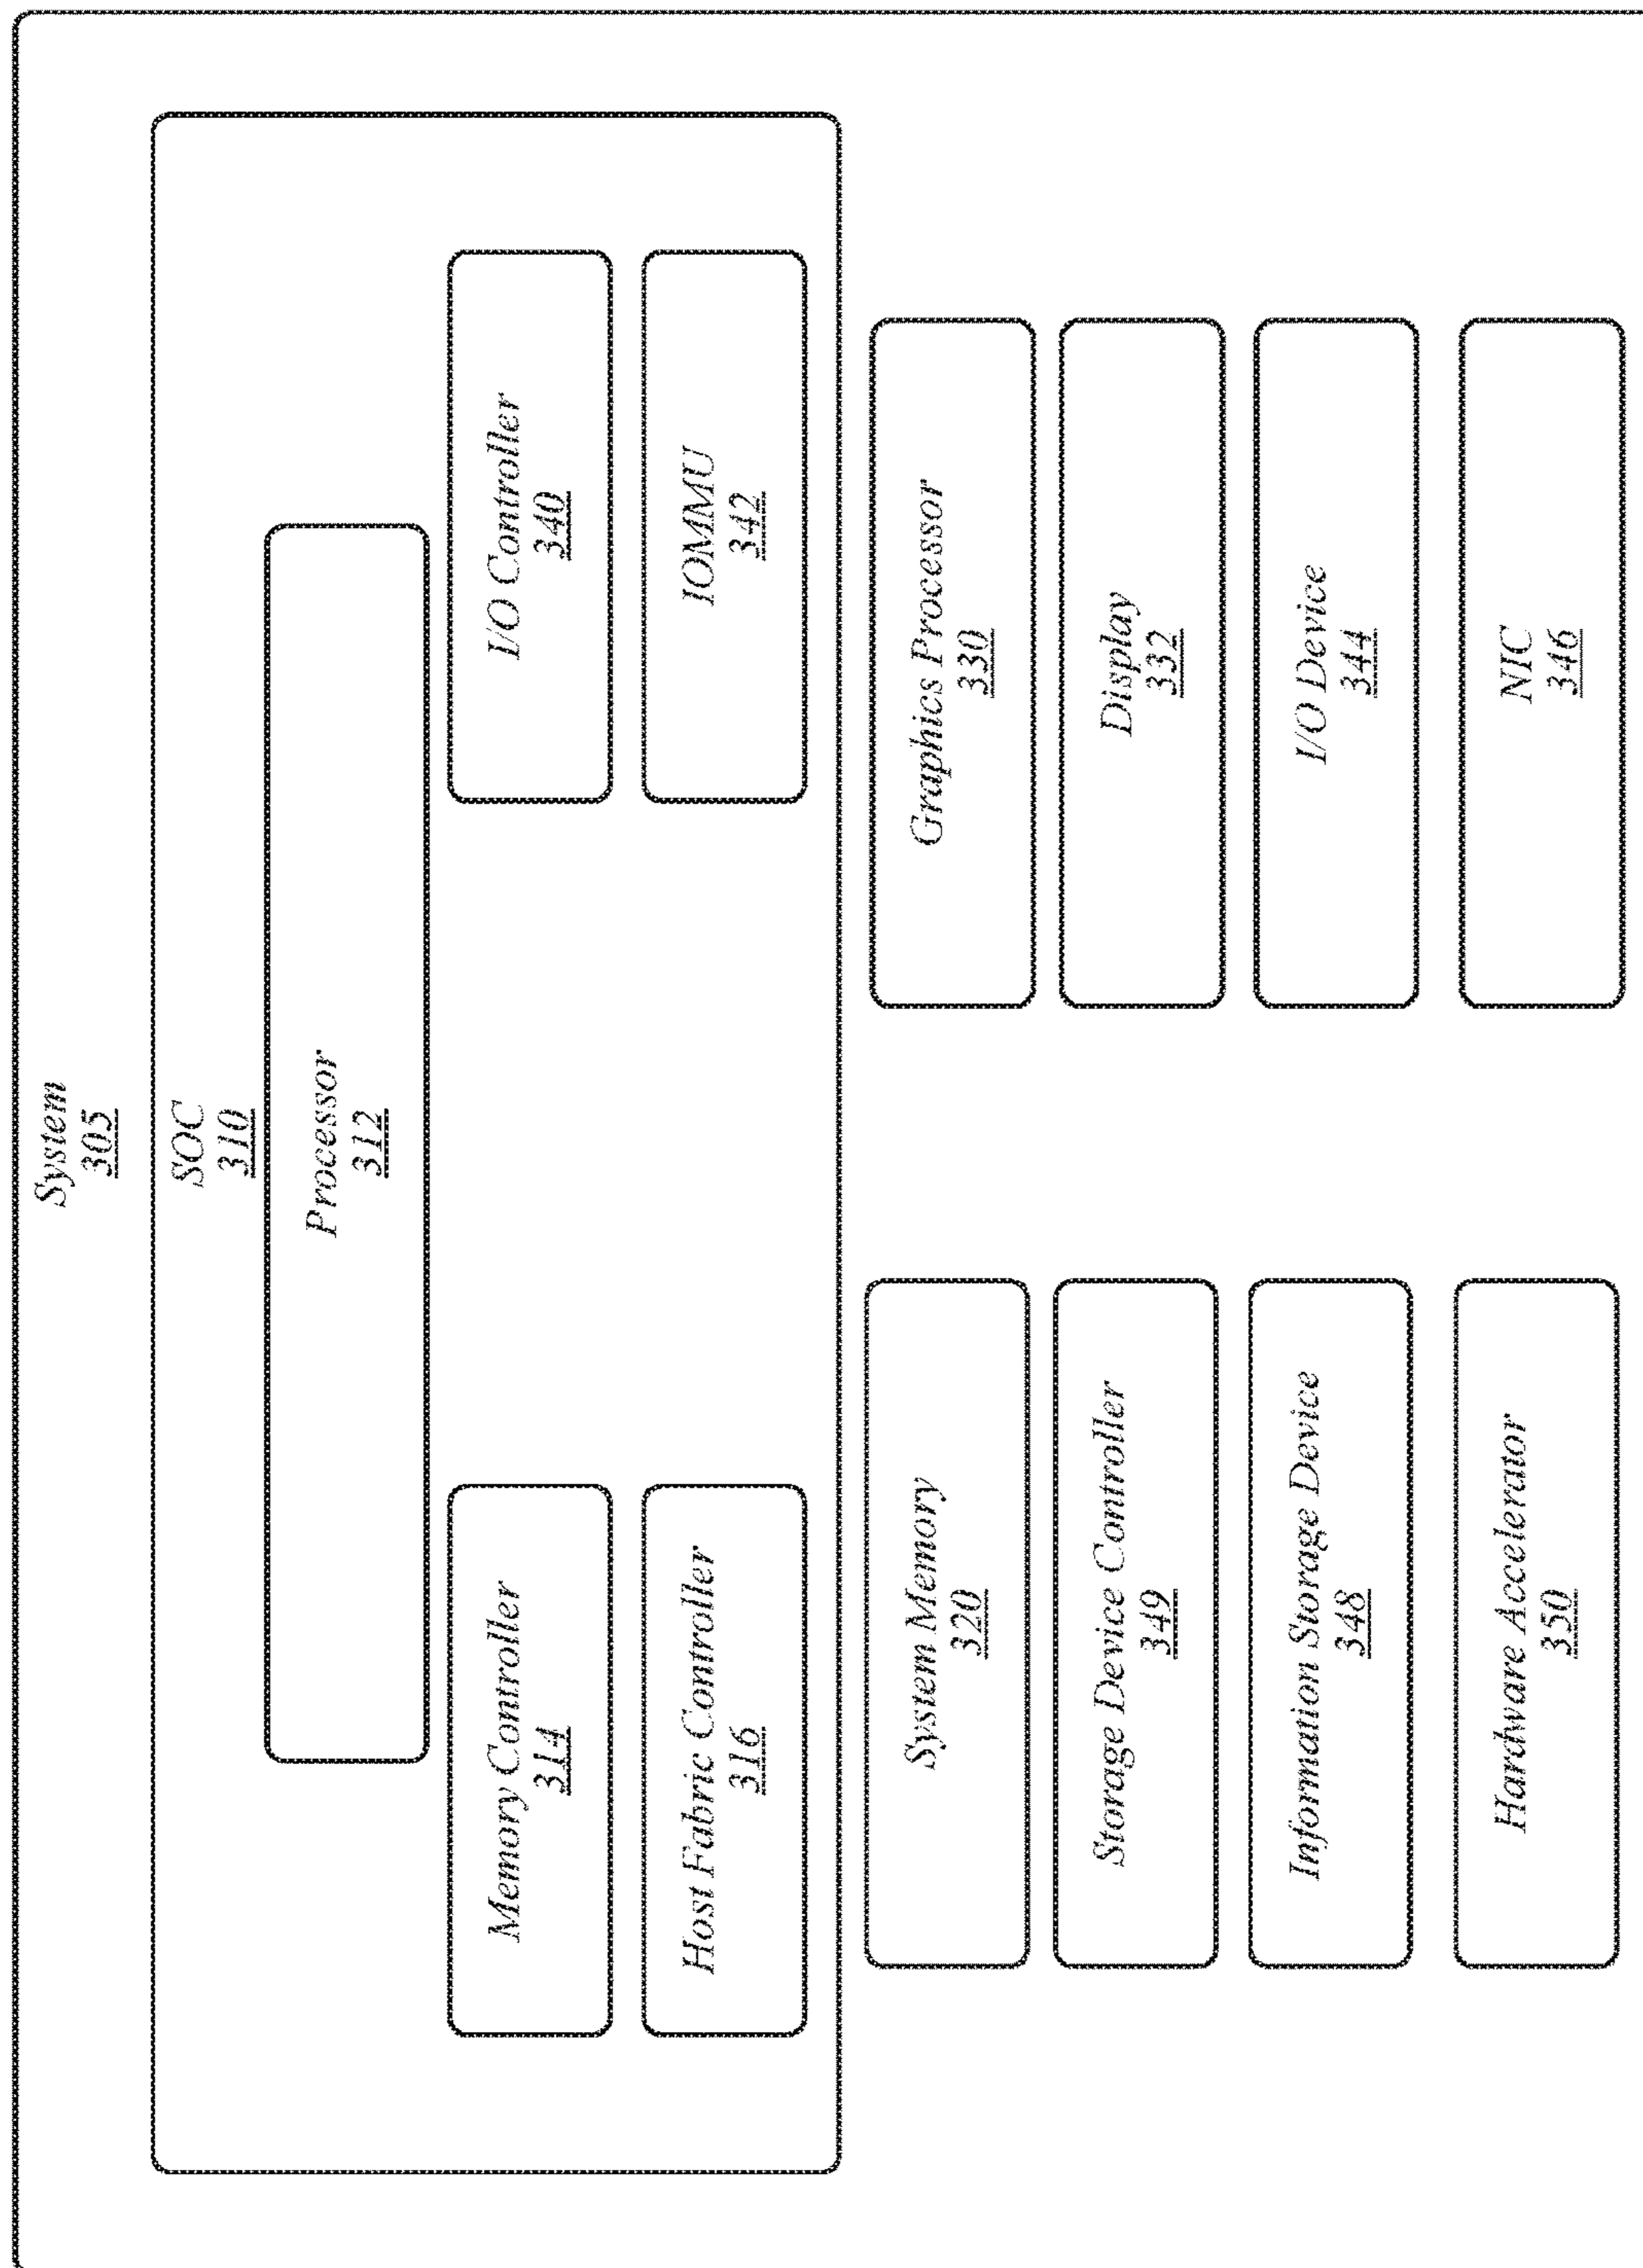 System
305
SOC
310
Processor
312
Memory Controller
314
I/O Controller
340
Host Fabric Controller
316
IOMMU
342
System Memory
320
Graphics Processor
330
Storage Device Controller
349
Display
332
Information Storage Device
348
I/O Device
344
Hardware Accelerator
350
NIC
346